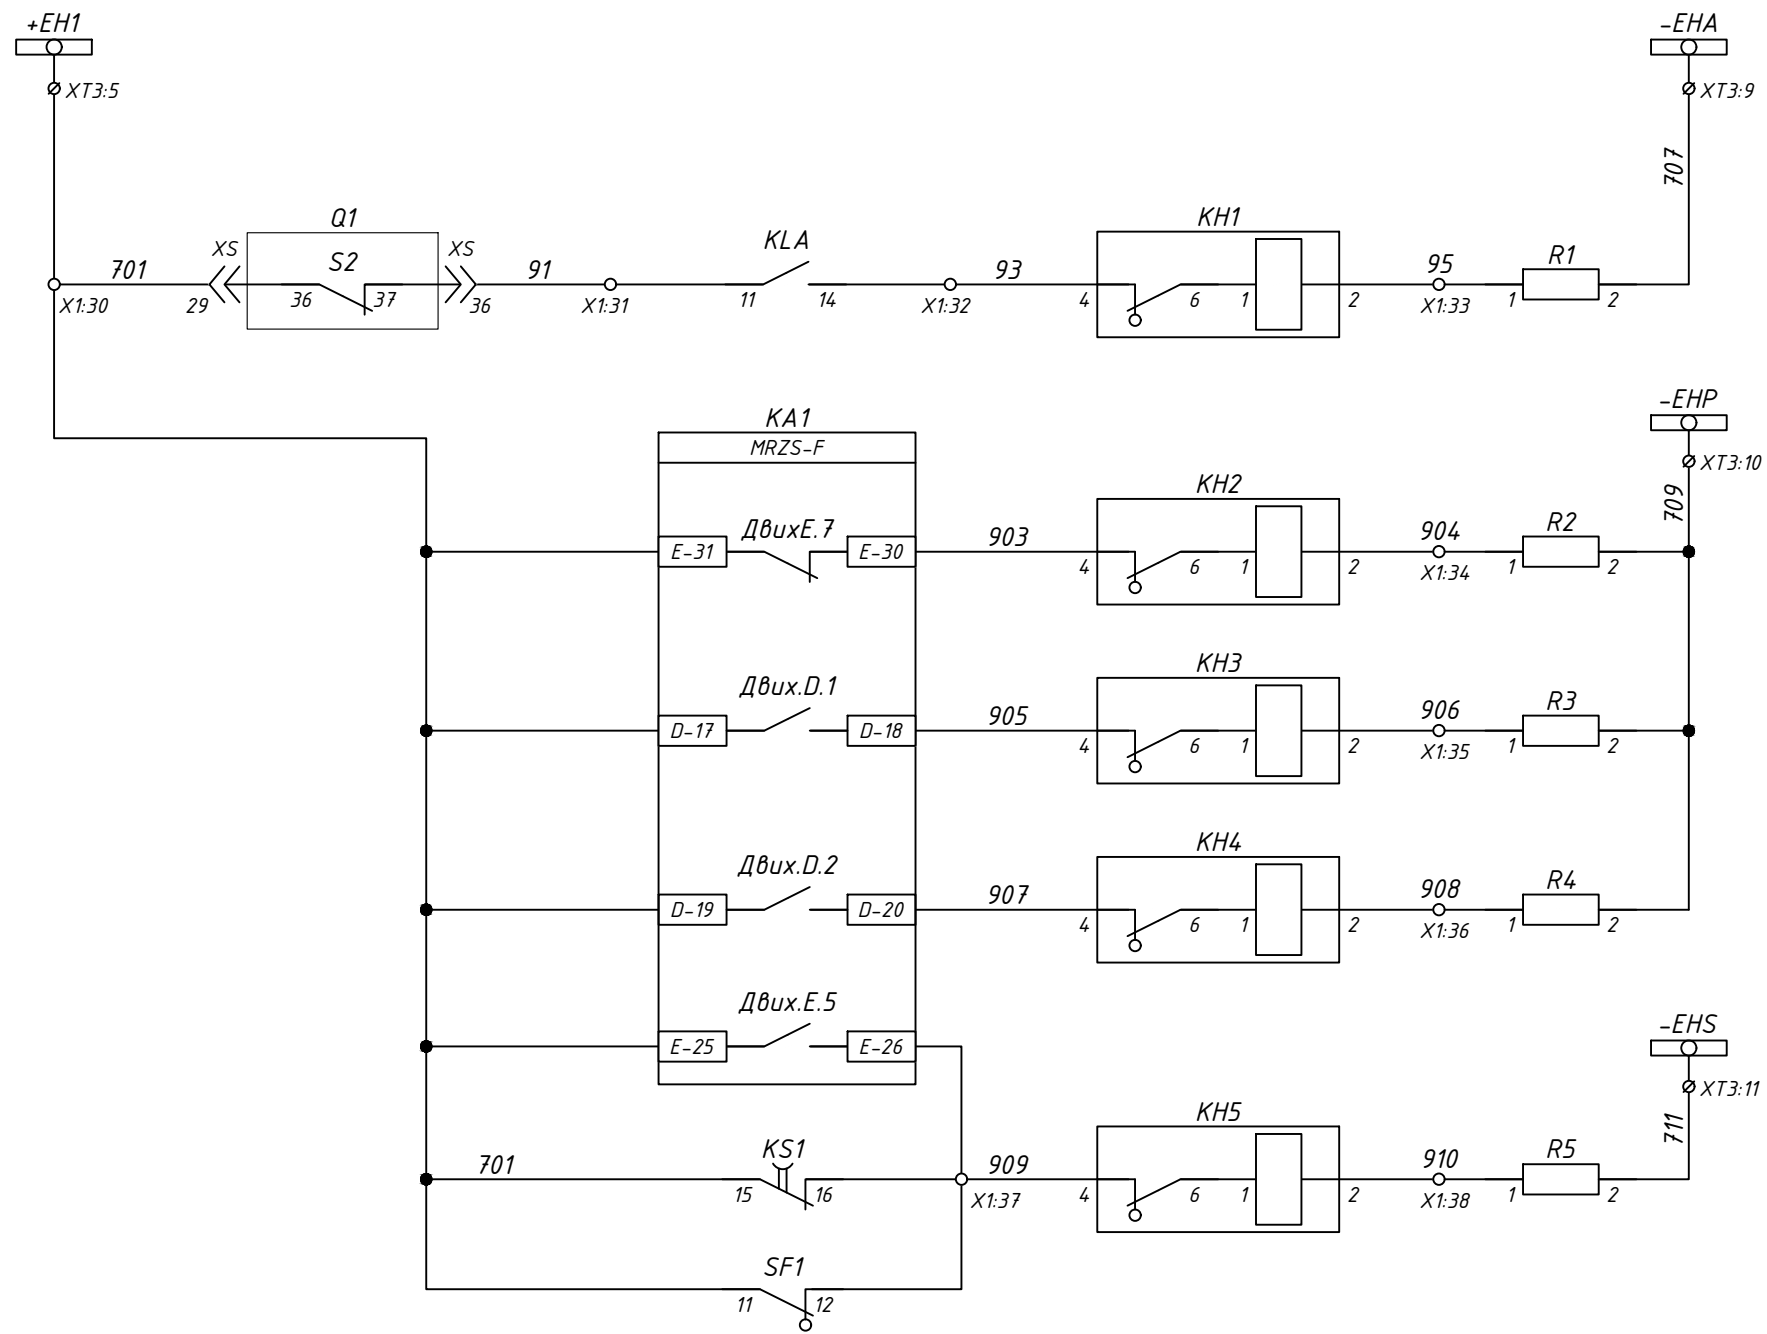 +EH1
-EHA
XT3:5
XT3:9
707
Q1
KH1
XS
S2
XS
KLA
R1
701
91
93
95
X1:30
29
36
37
36
X1:31
11
14
X1:32
4
6
1
2
X1:33
1
2
-EHP
XT3:10
709
KA1
MRZS-F
KH2
ДвихE.7
903
904
R2
E-31
E-30
4
6
1
2
X1:34
1
2
KH3
Двих.D.1
905
906
R3
D-17
D-18
4
6
1
2
X1:35
1
2
KH4
Двих.D.2
907
908
R4
D-19
D-20
4
6
1
2
X1:36
1
2
Двих.E.5
E-25
E-26
-EHS
XT3:11
711
KH5
701
KS1
909
910
R5
15
16
X1:37
4
6
1
2
X1:38
1
2
SF1
11
12